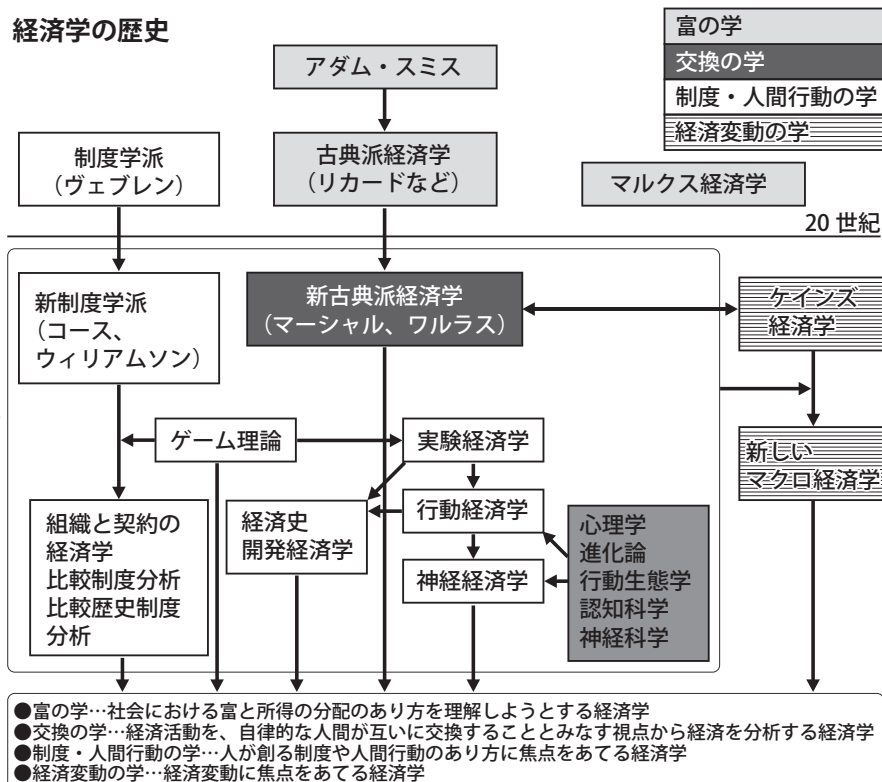 経済学の歴史
富の学
交換の学
制度・人間行動の学
経済変動の学
アダム・スミス
制度学派
（ヴェブレン）
古典派経済学
（リカードなど）
マルクス経済学
20 世紀
新制度学派
（コース、
ウィリアムソン）
新古典派経済学
（マーシャル、ワルラス）
ケインズ
経済学
ゲーム理論
実験経済学
新しい
マクロ経済学
組織と契約の
経済学
比較制度分析
比較歴史制度
分析
経済史
開発経済学
行動経済学
神経経済学
心理学
進化論
行動生態学
認知科学
神経科学
●富の学…社会における富と所得の分配のあり方を理解しようとする経済学
●交換の学…経済活動を、自律的な人間が互いに交換することとみなす視点から経済を分析する経済学
●制度・人間行動の学…人が創る制度や人間行動のあり方に焦点をあてる経済学
●経済変動の学…経済変動に焦点をあてる経済学